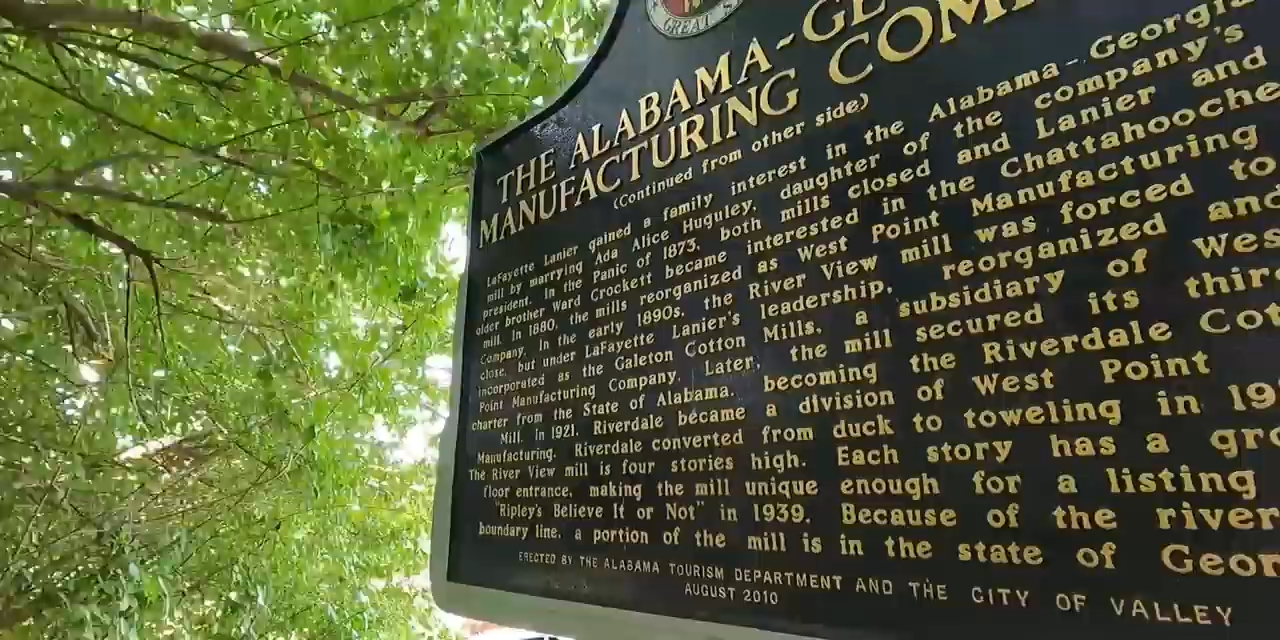 GREAT S
THE ALABAMA-GE
MANUFACTURING COM
(Continued from other side)
LaFayette Lanier gained a family interest in the Alabama-Georgia
mill by marrying Ada Alice Huguley, daughter of the company's
president. In the Panic of 1873, both mills closed and Lanier and
older brother Ward Crockett became interested in the Chattahooche
mill. In 1880, the mills reorganized as West Point Manufacturing
Company. In the early 1890s, the River View mill was forced to
close, but under LaFayette Lanier's leadership, reorganized and
incorporated as the Galeton Cotton Mills, a subsidiary of Wes
Point Manufacturing Company. Later, the mill secured its thir
charter from the State of Alabama, becoming the Riverdale Cot
Mill. In 1921, Riverdale became a division of West Point
Manufacturing. Riverdale converted from duck to toweling in 19
The River View mill is four stories high. Each story has a gro
floor entrance, making the mill unique enough for a listing
"Ripley's Believe It or Not" in 1939. Because of the river
boundary line, a portion of the mill is in the state of Geor
ERECTED BY THE ALABAMA TOURISM DEPARTMENT AND THE CITY OF VALLEY
AUGUST 2010